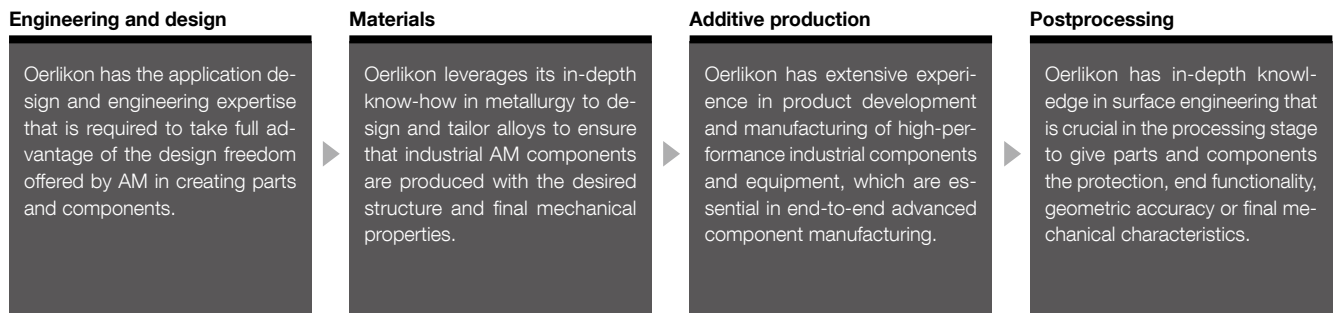 Engineering and design
Oerlikon has the application de-
sign and engineering expertise
that is required to take full ad-
vantage of the design freedom
offered by AM in creating parts
and components.
Materials
Oerlikon leverages its in-depth
know-how in metallurgy to de-
sign and tailor alloys to ensure
that industrial AM components
are produced with the desired
structure and final mechanical
properties.
Additive production
Oerlikon has extensive experi-
ence in product development
and manufacturing of high-per-
formance industrial components
and equipment, which are es-
sential in end-to-end advanced
component manufacturing.
Postprocessing
Oerlikon has in-depth knowl-
edge in surface engineering that
is crucial in the processing stage
to give parts and components
the protection, end functionality,
geometric accuracy or final me-
chanical characteristics.